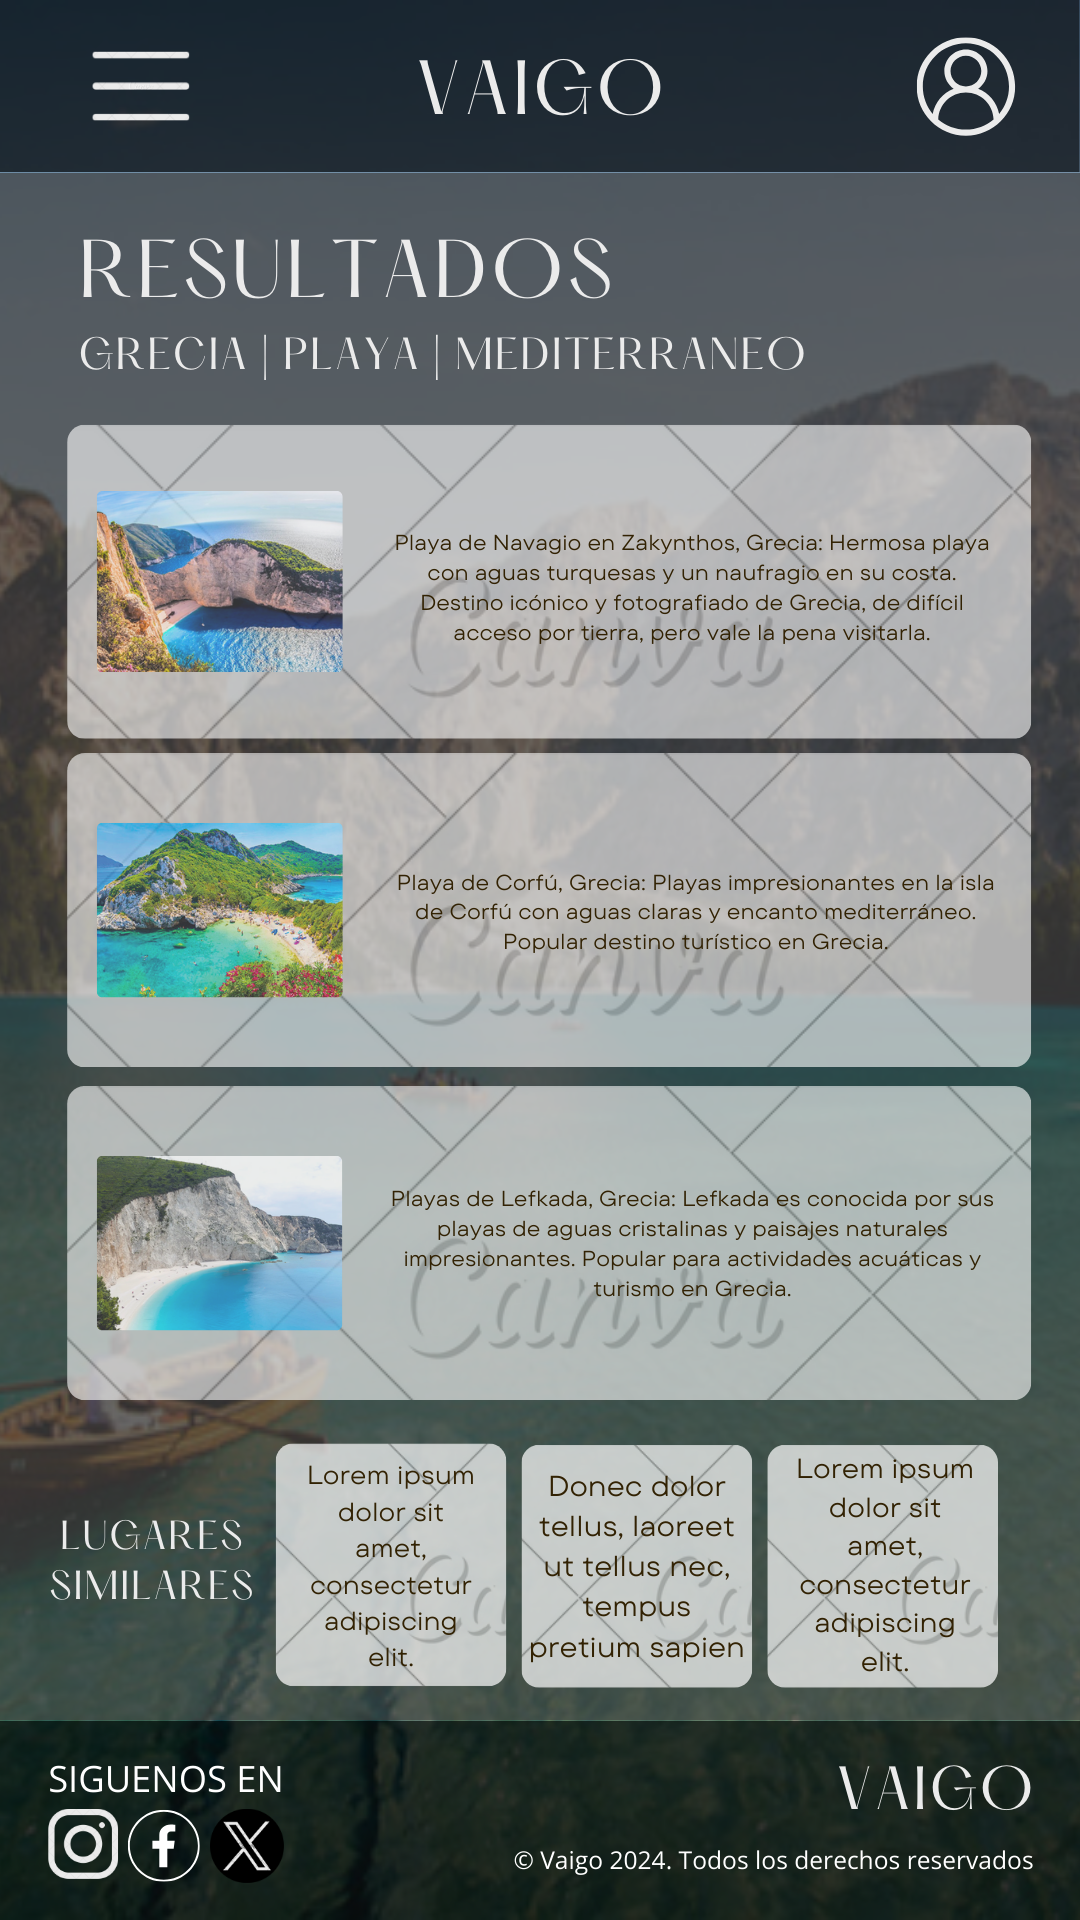 VAIGO
RESULTADOS
GRECIA | PLAYA | MEDITERRANEO
Playa de Navagio en Zakynthos, Grecia: Hermosa playa
con aguas turquesas y un naufragio en su costa.
Destino icónico y fotografiado de Grecia, de difícil
acceso por tierra, pero vale la pena visitarla.
Canva
Playa de Corfú, Grecia: Playas impresionantes en la isla
de Corfú con aguas claras y encanto mediterráneo.
Popular destino turístico en Grecia.
Canva
Playas de Lefkada, Grecia: Lefkada es conocida por sus
playas de aguas cristalinas y paisajes naturales
impresionantes. Popular para actividades acuáticas y
turismo en Grecia.
Canva
LUGARES
SIMILARES
Lorem ipsum
dolor sit
amet,
consectetur
adipiscing
elit.
Ca
Donec dolor
tellus, laoreet
ut tellus nec,
tempus
pretium sapien
Ca
Lorem ipsum
dolor sit
amet,
consectetur
adipiscing
elit.
Ca
SIGUENOS EN
VAIGO
© Vaigo 2024. Todos los derechos reservados